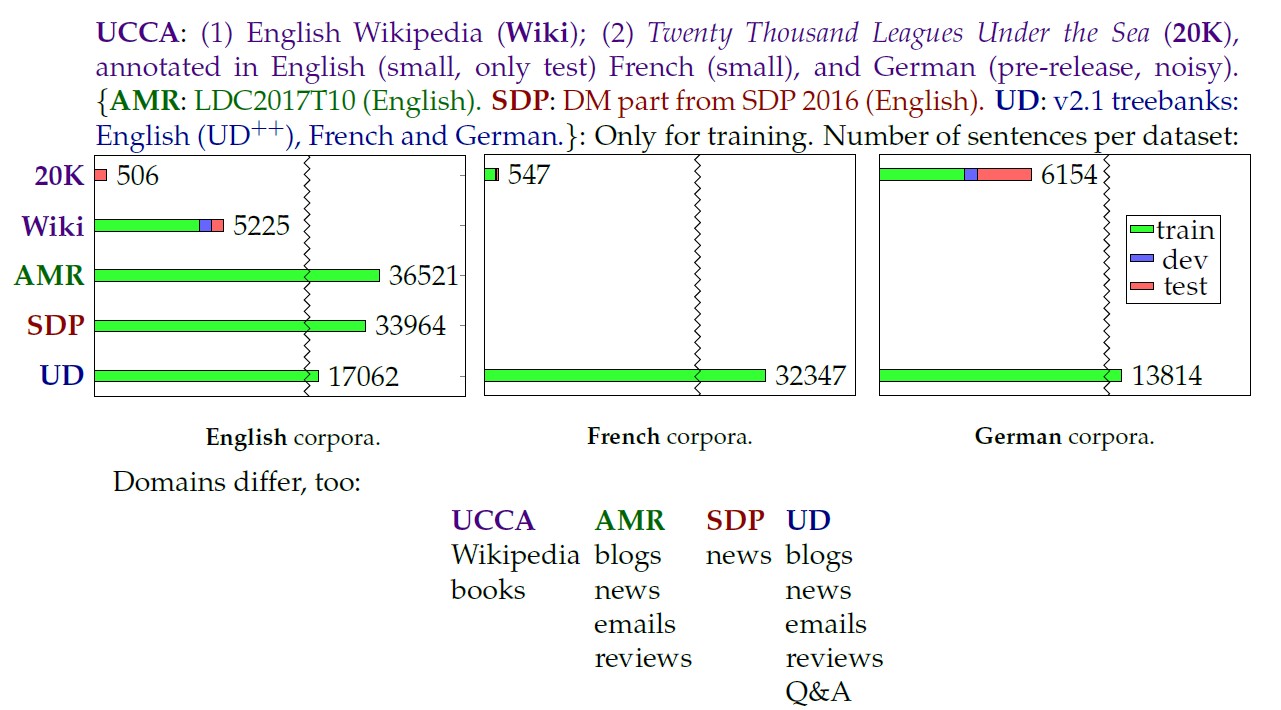 UCCA: (1) English Wikipedia (Wiki); (2) Twenty Thousand Leagues Under the Sea (20K),
annotated in English (small, only test) French (small), and German (pre-release, noisy).
{AMR: LDC2017T10 (English). SDP: DM part from SDP 2016 (English). UD: v2.1 treebanks:
English (UD++), French and German.}: Only for training. Number of sentences per dataset:
20K 506 547 6154
Wiki 5225
train
dev
test
AMR 36521
SDP 33964
UD 17062 32347 13814
English corpora. French corpora. German corpora.
Domains differ, too:
UCCA AMR SDP UD
Wikipedia blogs news blogs
books news news
emails emails
reviews reviews
Q&A